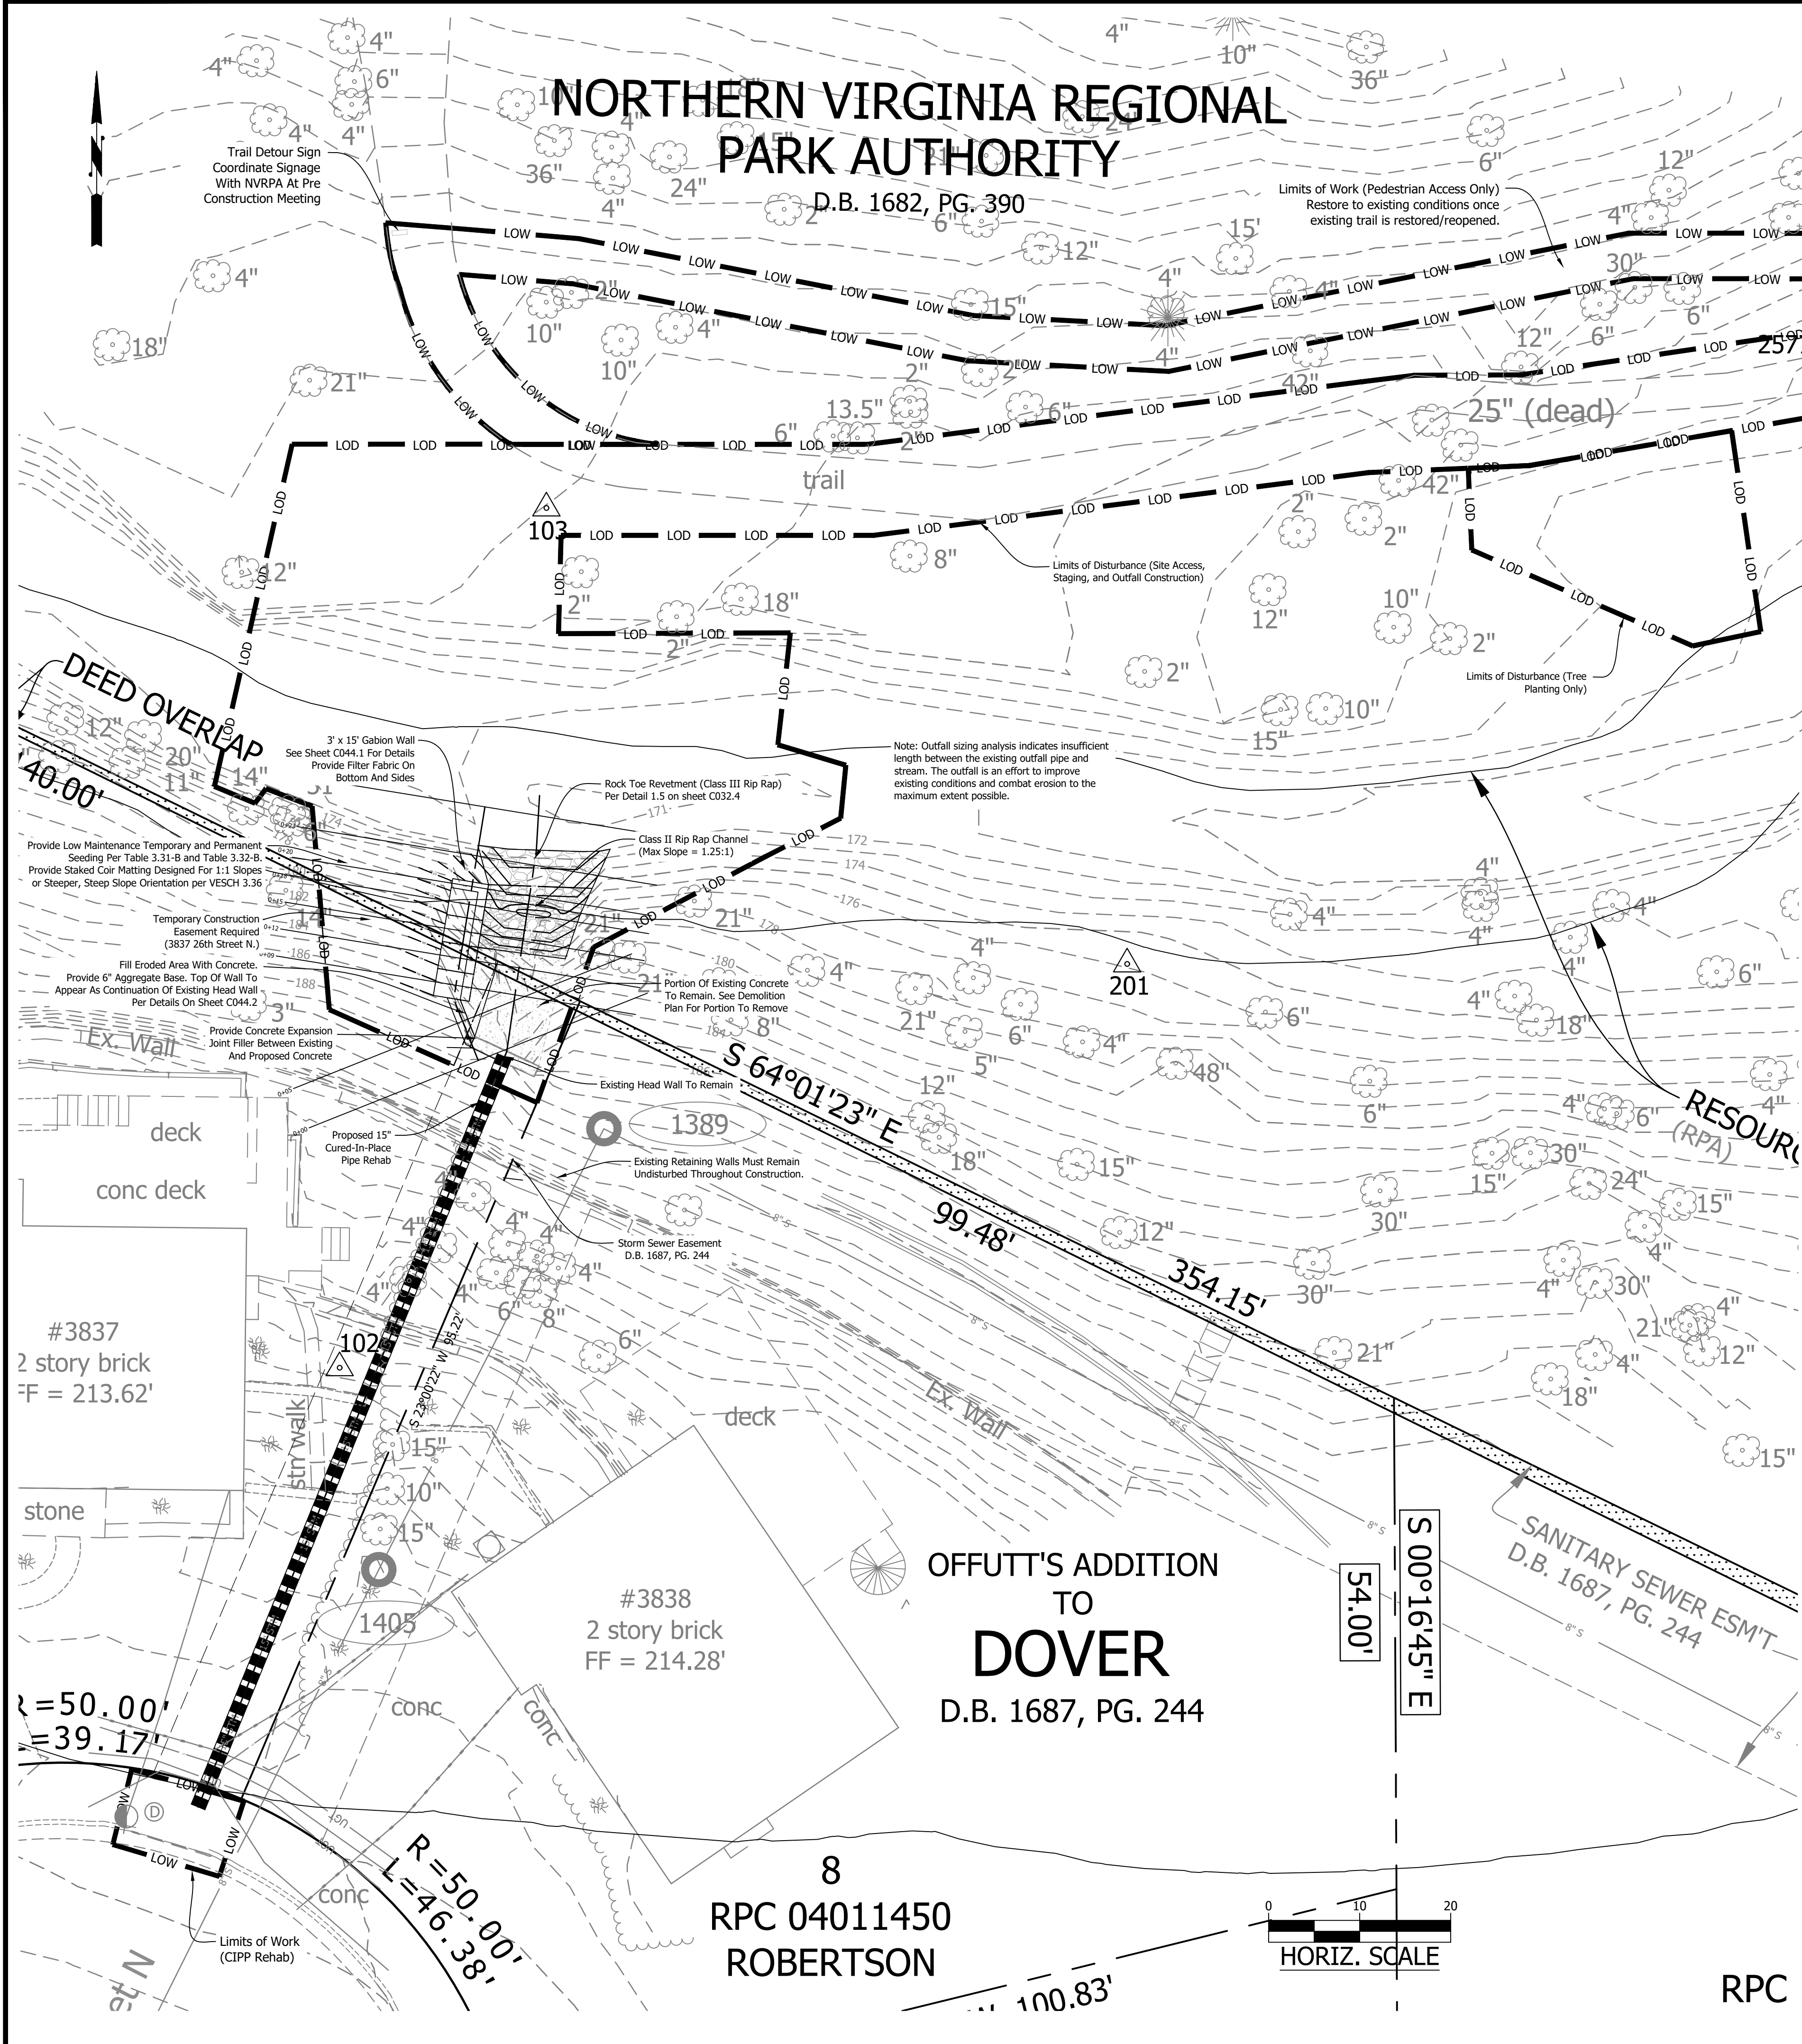 NORTHERN VIRGINIA REGIONAL
PARK AUTHORITY
D.B. 1682, PG. 390
N
Trail Detour Sign
Coordinate Signage
With NVRPA At Pre
Construction Meeting
Limits of Work (Pedestrian Access Only)
Restore to existing conditions once
existing trail is restored/reopened.
25" (dead)
trail
103
Limits of Disturbance (Site Access,
Staging, and Outfall Construction)
Limits of Disturbance (Tree
Planting Only)
DEED OVERLAP
40.00'
3' x 15' Gabion Wall
See Sheet C044.1 For Details
Provide Filter Fabric On
Bottom And Sides
Rock Toe Revetment (Class III Rip Rap)
Per Detail 1.5 on sheet C032.4
Note: Outfall sizing analysis indicates insufficient
length between the existing outfall pipe and
stream. The outfall is an effort to improve
existing conditions and combat erosion to the
maximum extent possible.
Class II Rip Rap Channel
(Max Slope = 1.25:1)
Provide Low Maintenance Temporary and Permanent
Seeding Per Table 3.31-B and Table 3.32-B.
Provide Staked Coir Matting Designed For 1:1 Slopes
or Steeper, Steep Slope Orientation per VESCH 3.36
Temporary Construction
Easement Required
(3837 26th Street N.)
Fill Eroded Area With Concrete.
Provide 6" Aggregate Base. Top Of Wall To
Appear As Continuation Of Existing Head Wall
Per Details On Sheet C044.2
Portion Of Existing Concrete
To Remain. See Demolition
Plan For Portion To Remove
Provide Concrete Expansion
Joint Filler Between Existing
And Proposed Concrete
Ex. Wall
201
Existing Head Wall To Remain
S 64°01'23" E
1389
RESOURC
(RPA)
deck
conc deck
Proposed 15"
Cured-In-Place
Pipe Rehab
Existing Retaining Walls Must Remain
Undisturbed Throughout Construction.
Storm Sewer Easement
D.B. 1687, PG. 244
99.48'
354.15'
#3837
2 story brick
FF = 213.62'
102
S 23°00'22" W 95.22'
stn walk
deck
Ex. Wall
stone
1405
#3838
2 story brick
FF = 214.28'
OFFUTT'S ADDITION
TO
DOVER
D.B. 1687, PG. 244
54.00'
S 00°16'45" E
SANITARY SEWER ESM'T
D.B. 1687, PG. 244
conc
conc
R=50.00'
L=39.17'
LOW
D
R=50.00'
L=46.38'
conc
Limits of Work
(CIPP Rehab)
et N
8
RPC 04011450
ROBERTSON
0 10 20
HORIZ. SCALE
100.83'
RPC